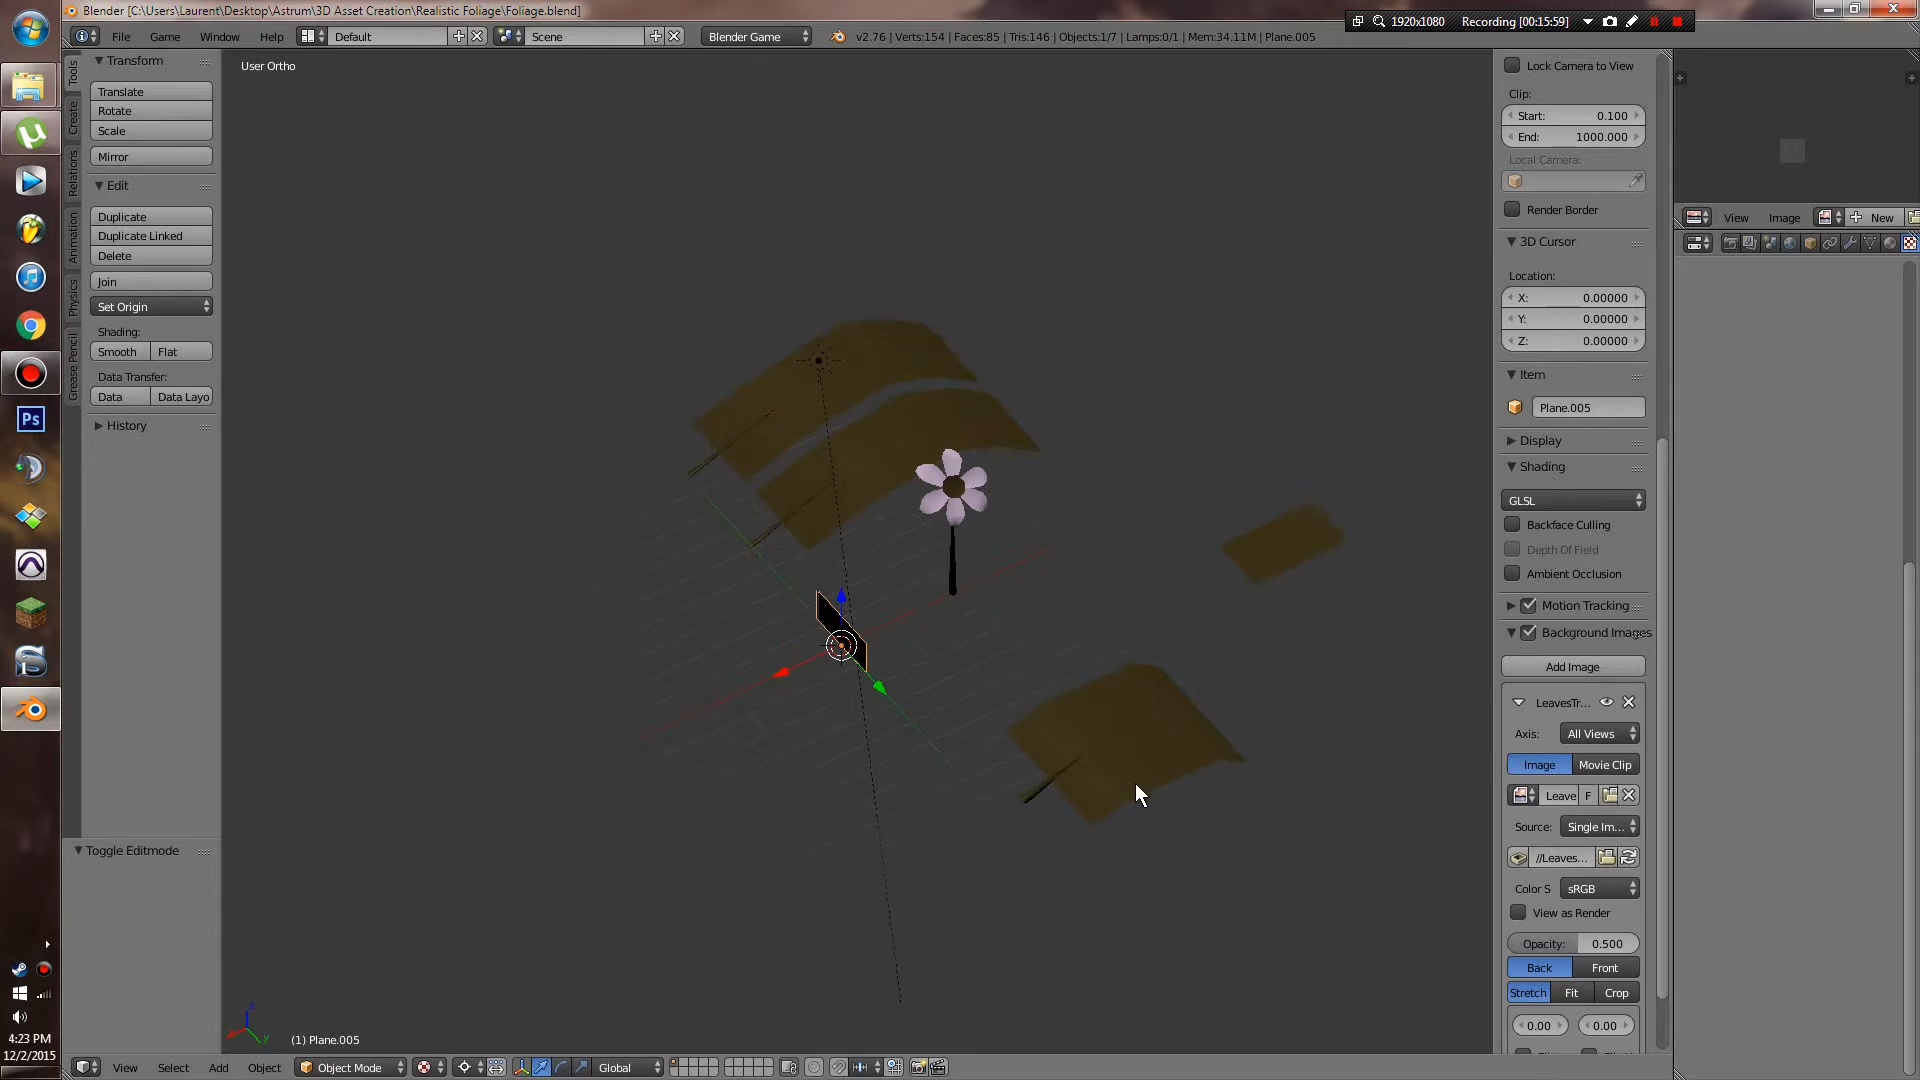 Blender [C:\Users\Laurent\Desktop\Astrum\3D Asset Creation\Realistic Foliage\Foliage.blend]
1920x1080 Recording [00:15:59]
File Game Window Help Default Scene Blender Game v2.76 | Verts:154 | Faces:85 | Tris:146 | Objects:1/7 | Lamps:0/1 | Mem:34.11M | Plane.005
Tools
Create
Relations
Animation
Physics
Grease Pencil
Transform
Translate
Rotate
Scale
Mirror
Edit
Duplicate
Duplicate Linked
Delete
Join
Set Origin
Shading:
Smooth Flat
Data Transfer:
Data Data Layo
History
Toggle Editmode
User Ortho
(1) Plane.005
Lock Camera to View
Clip:
Start: 0.100
End: 1000.000
Local Camera:
Render Border
3D Cursor
Location:
X: 0.00000
Y: 0.00000
Z: 0.00000
Item
Plane.005
Display
Shading
GLSL
Backface Culling
Depth Of Field
Ambient Occlusion
Motion Tracking
Background Images
Add Image
LeavesTr...
Axis: All Views
Image Movie Clip
Leave F
Source: Single Im...
//Leaves...
Color S sRGB
View as Render
Opacity: 0.500
Back Front
Stretch Fit Crop
0.00 0.00
View Image New
View Select Add Object Object Mode Global
Ps
4:23 PM
12/2/2015